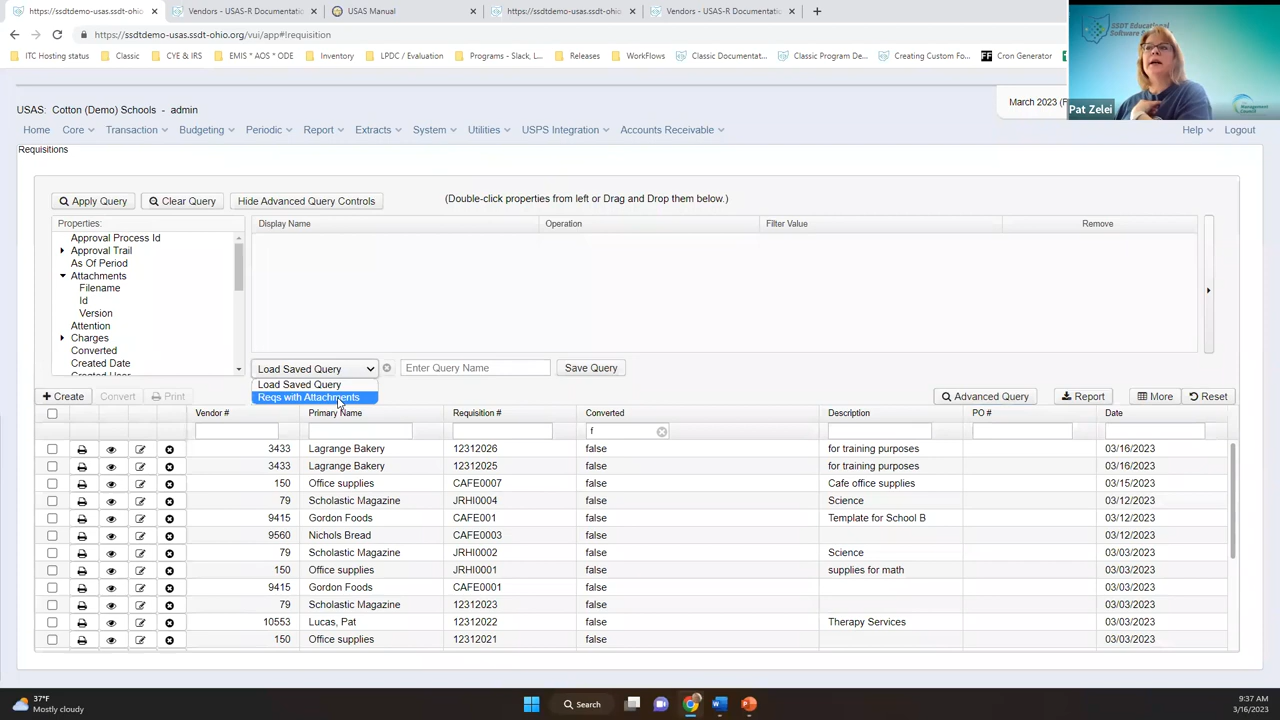 https://ssdtdemo-usas.ssdt-ohio.org × Vendors - USAS-R Documentatio × USAS Manual × https://ssdtdemo-usas.ssdt-ohio × Vendors - USAS-R Documentatio × +
https://ssdtdemo-usas.ssdt-ohio.org/vui/app#!requisition
ITC Hosting status Classic CYE & IRS EMIS * AOS * ODE Inventory LPDC / Evaluation Programs - Slack, L... Releases WorkFlows Classic Documentat... Classic Program De... Creating Custom Fo... FF Cron Generator
SSDT Educational
Pat Zelei
USAS: Cotton (Demo) Schools - admin
March 2023 (F
Home Core Transaction Budgeting Periodic Report Extracts System Utilities USPS Integration Accounts Receivable Help Logout
Requisitions
Apply Query Clear Query Hide Advanced Query Controls (Double-click properties from left or Drag and Drop them below.)
Properties: Display Name Operation Filter Value Remove
Approval Process Id
Approval Trail
As Of Period
Attachments
Filename
Id
Version
Attention
Charges
Converted
Created Date
Created User
Load Saved Query Enter Query Name Save Query
Load Saved Query
Reqs with Attachments
Create Convert Print Advanced Query Report More Reset
Vendor # Primary Name Requisition # Converted Description PO # Date
f
3433 Lagrange Bakery 12312026 false for training purposes 03/16/2023
3433 Lagrange Bakery 12312025 false for training purposes 03/16/2023
150 Office supplies CAFE0007 false Cafe office supplies 03/15/2023
79 Scholastic Magazine JRHI0004 false Science 03/12/2023
9415 Gordon Foods CAFE001 false Template for School B 03/12/2023
9560 Nichols Bread CAFE0003 false 03/12/2023
79 Scholastic Magazine JRHI0002 false Science 03/03/2023
150 Office supplies JRHI0001 false supplies for math 03/03/2023
9415 Gordon Foods CAFE0001 false 03/03/2023
79 Scholastic Magazine 12312023 false 03/03/2023
10553 Lucas, Pat 12312022 false Therapy Services 03/03/2023
150 Office supplies 12312021 false 03/03/2023
37°F
Mostly cloudy
Search
9:37 AM
3/16/2023